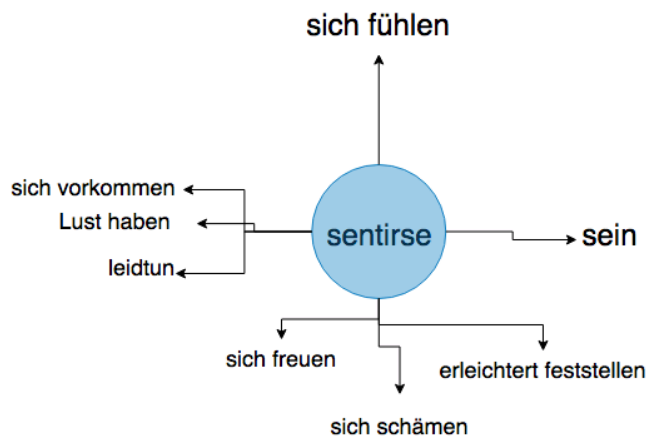 sich fühlen
sich vorkommen
Lust haben
sentirse
sein
leidtun
sich freuen
erleichtert feststellen
sich schämen